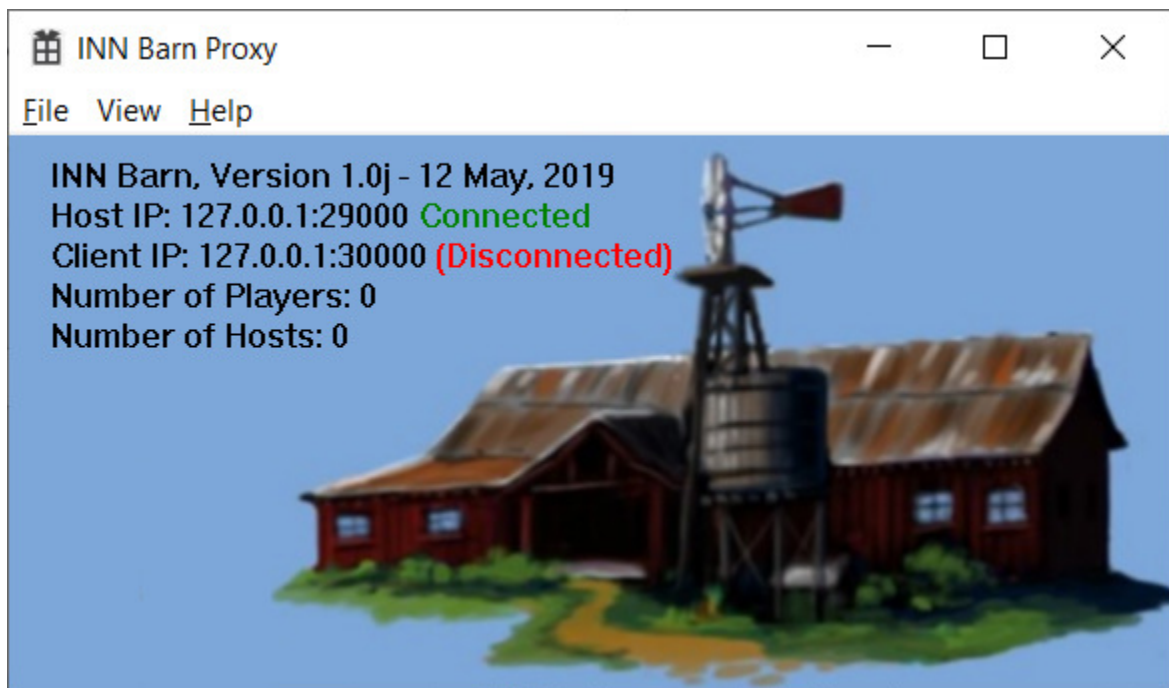 INN Barn Proxy
File View Help
INN Barn, Version 1.0j - 12 May, 2019
Host IP: 127.0.0.1:29000 Connected
Client IP: 127.0.0.1:30000 (Disconnected)
Number of Players: 0
Number of Hosts: 0